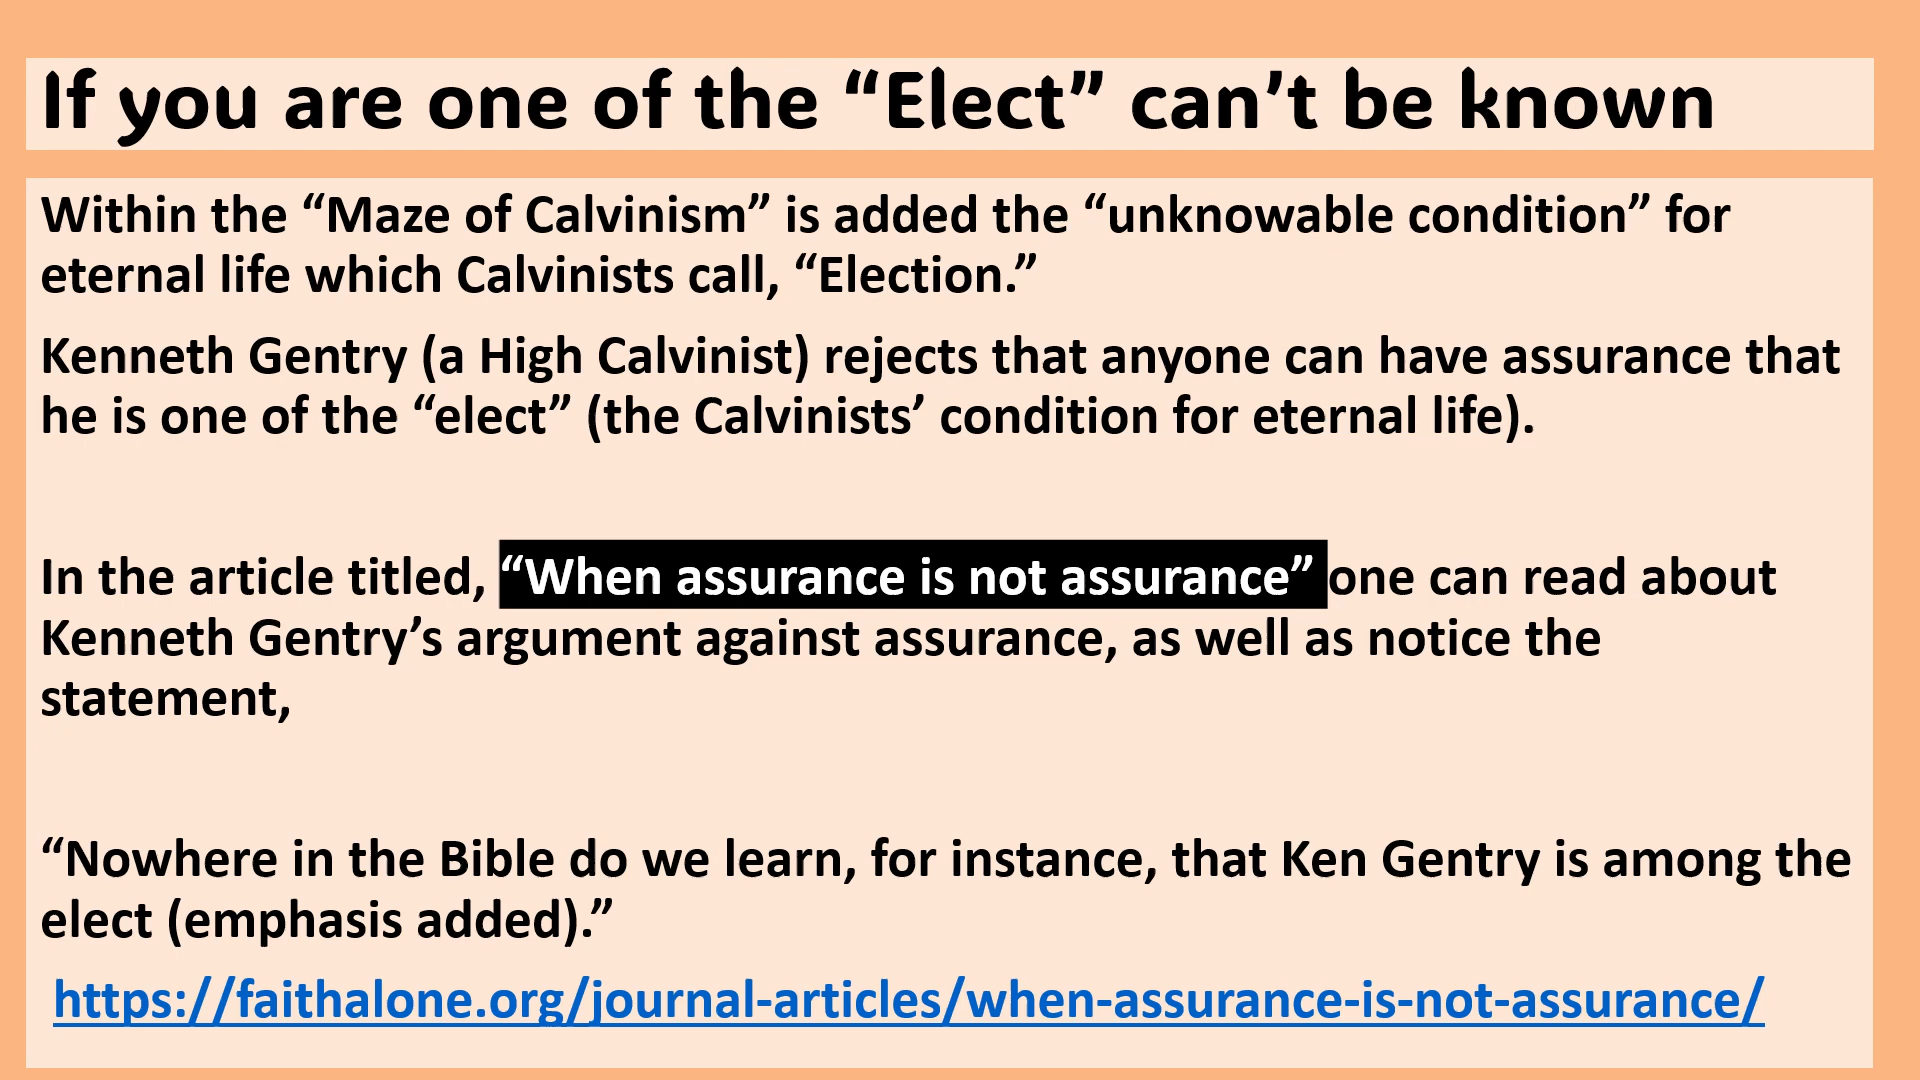 If you are one of the “Elect” can’t be known
Within the “Maze of Calvinism” is added the “unknowable condition” for
eternal life which Calvinists call, “Election.”
Kenneth Gentry (a High Calvinist) rejects that anyone can have assurance that
he is one of the “elect” (the Calvinists’ condition for eternal life).
In the article titled, “When assurance is not assurance” one can read about
Kenneth Gentry’s argument against assurance, as well as notice the
statement,
“Nowhere in the Bible do we learn, for instance, that Ken Gentry is among the
elect (emphasis added).”
https://faithalone.org/journal-articles/when-assurance-is-not-assurance/